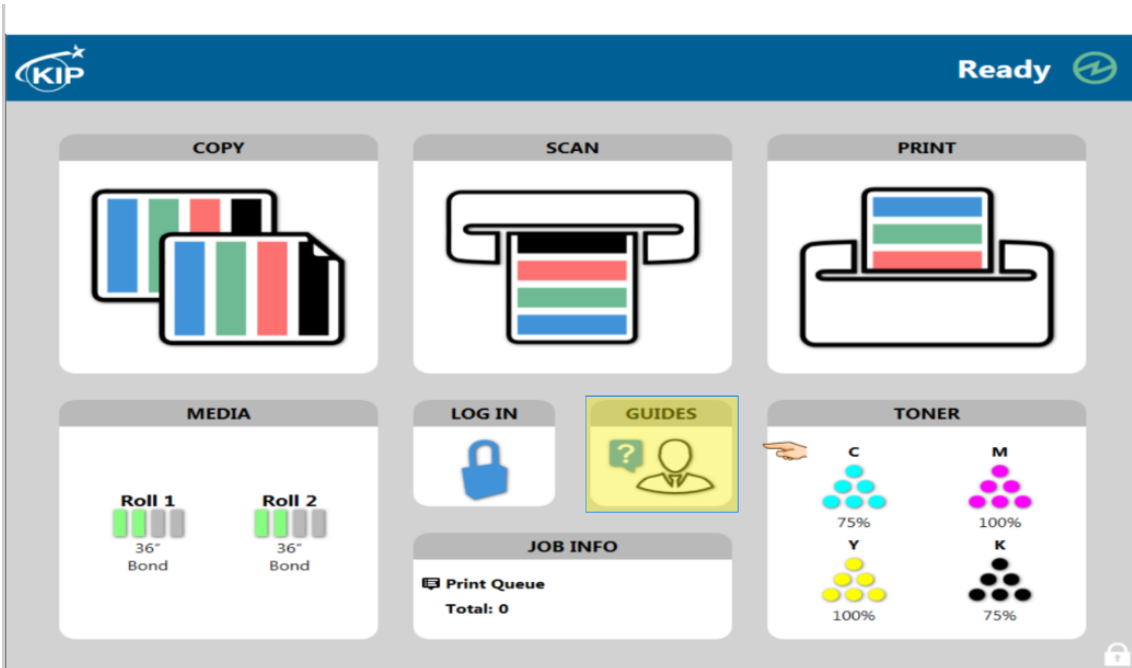 KIP
Ready
COPY
SCAN
PRINT
MEDIA
Roll 1
36"
Bond
Roll 2
36"
Bond
LOG IN
GUIDES
?
JOB INFO
Print Queue
Total: 0
TONER
C
75%
M
100%
Y
100%
K
75%